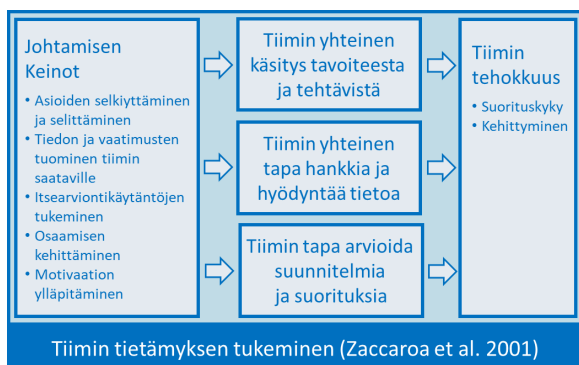 Johtamisen
Keinot
• Asioiden selkiyttäminen
ja selittäminen
• Tiedon ja vaatimusten
tuominen tiimin
saataville
• Itsearviontikäytäntöjen
tukeminen
• Osaamisen
kehittäminen
• Motivaation
ylläpitäminen
Tiimin yhteinen
käsitys tavoiteesta
ja tehtävistä
Tiimin yhteinen
tapa hankkia ja
hyödyntää tietoa
Tiimin tapa arvioida
suunnitelmia
ja suorituksia
Tiimin
tehokkuus
• Suorituskyky
• Kehittyminen
Tiimin tietämyksen tukeminen (Zaccaroa et al. 2001)